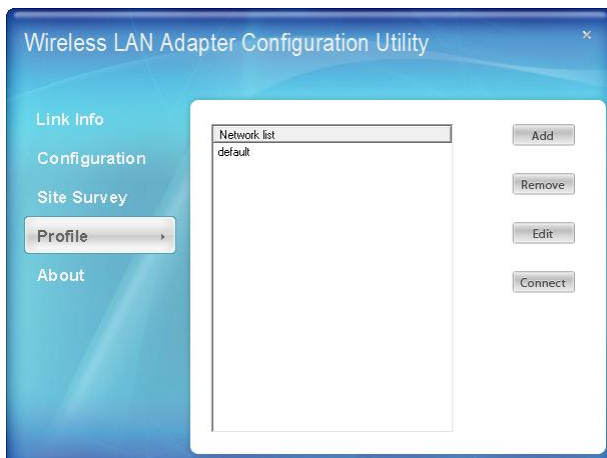 Wireless LAN Adapter Configuration Utility
Link Info
Configuration
Site Survey
Profile
About
Network list
default
Add
Remove
Edit
Connect